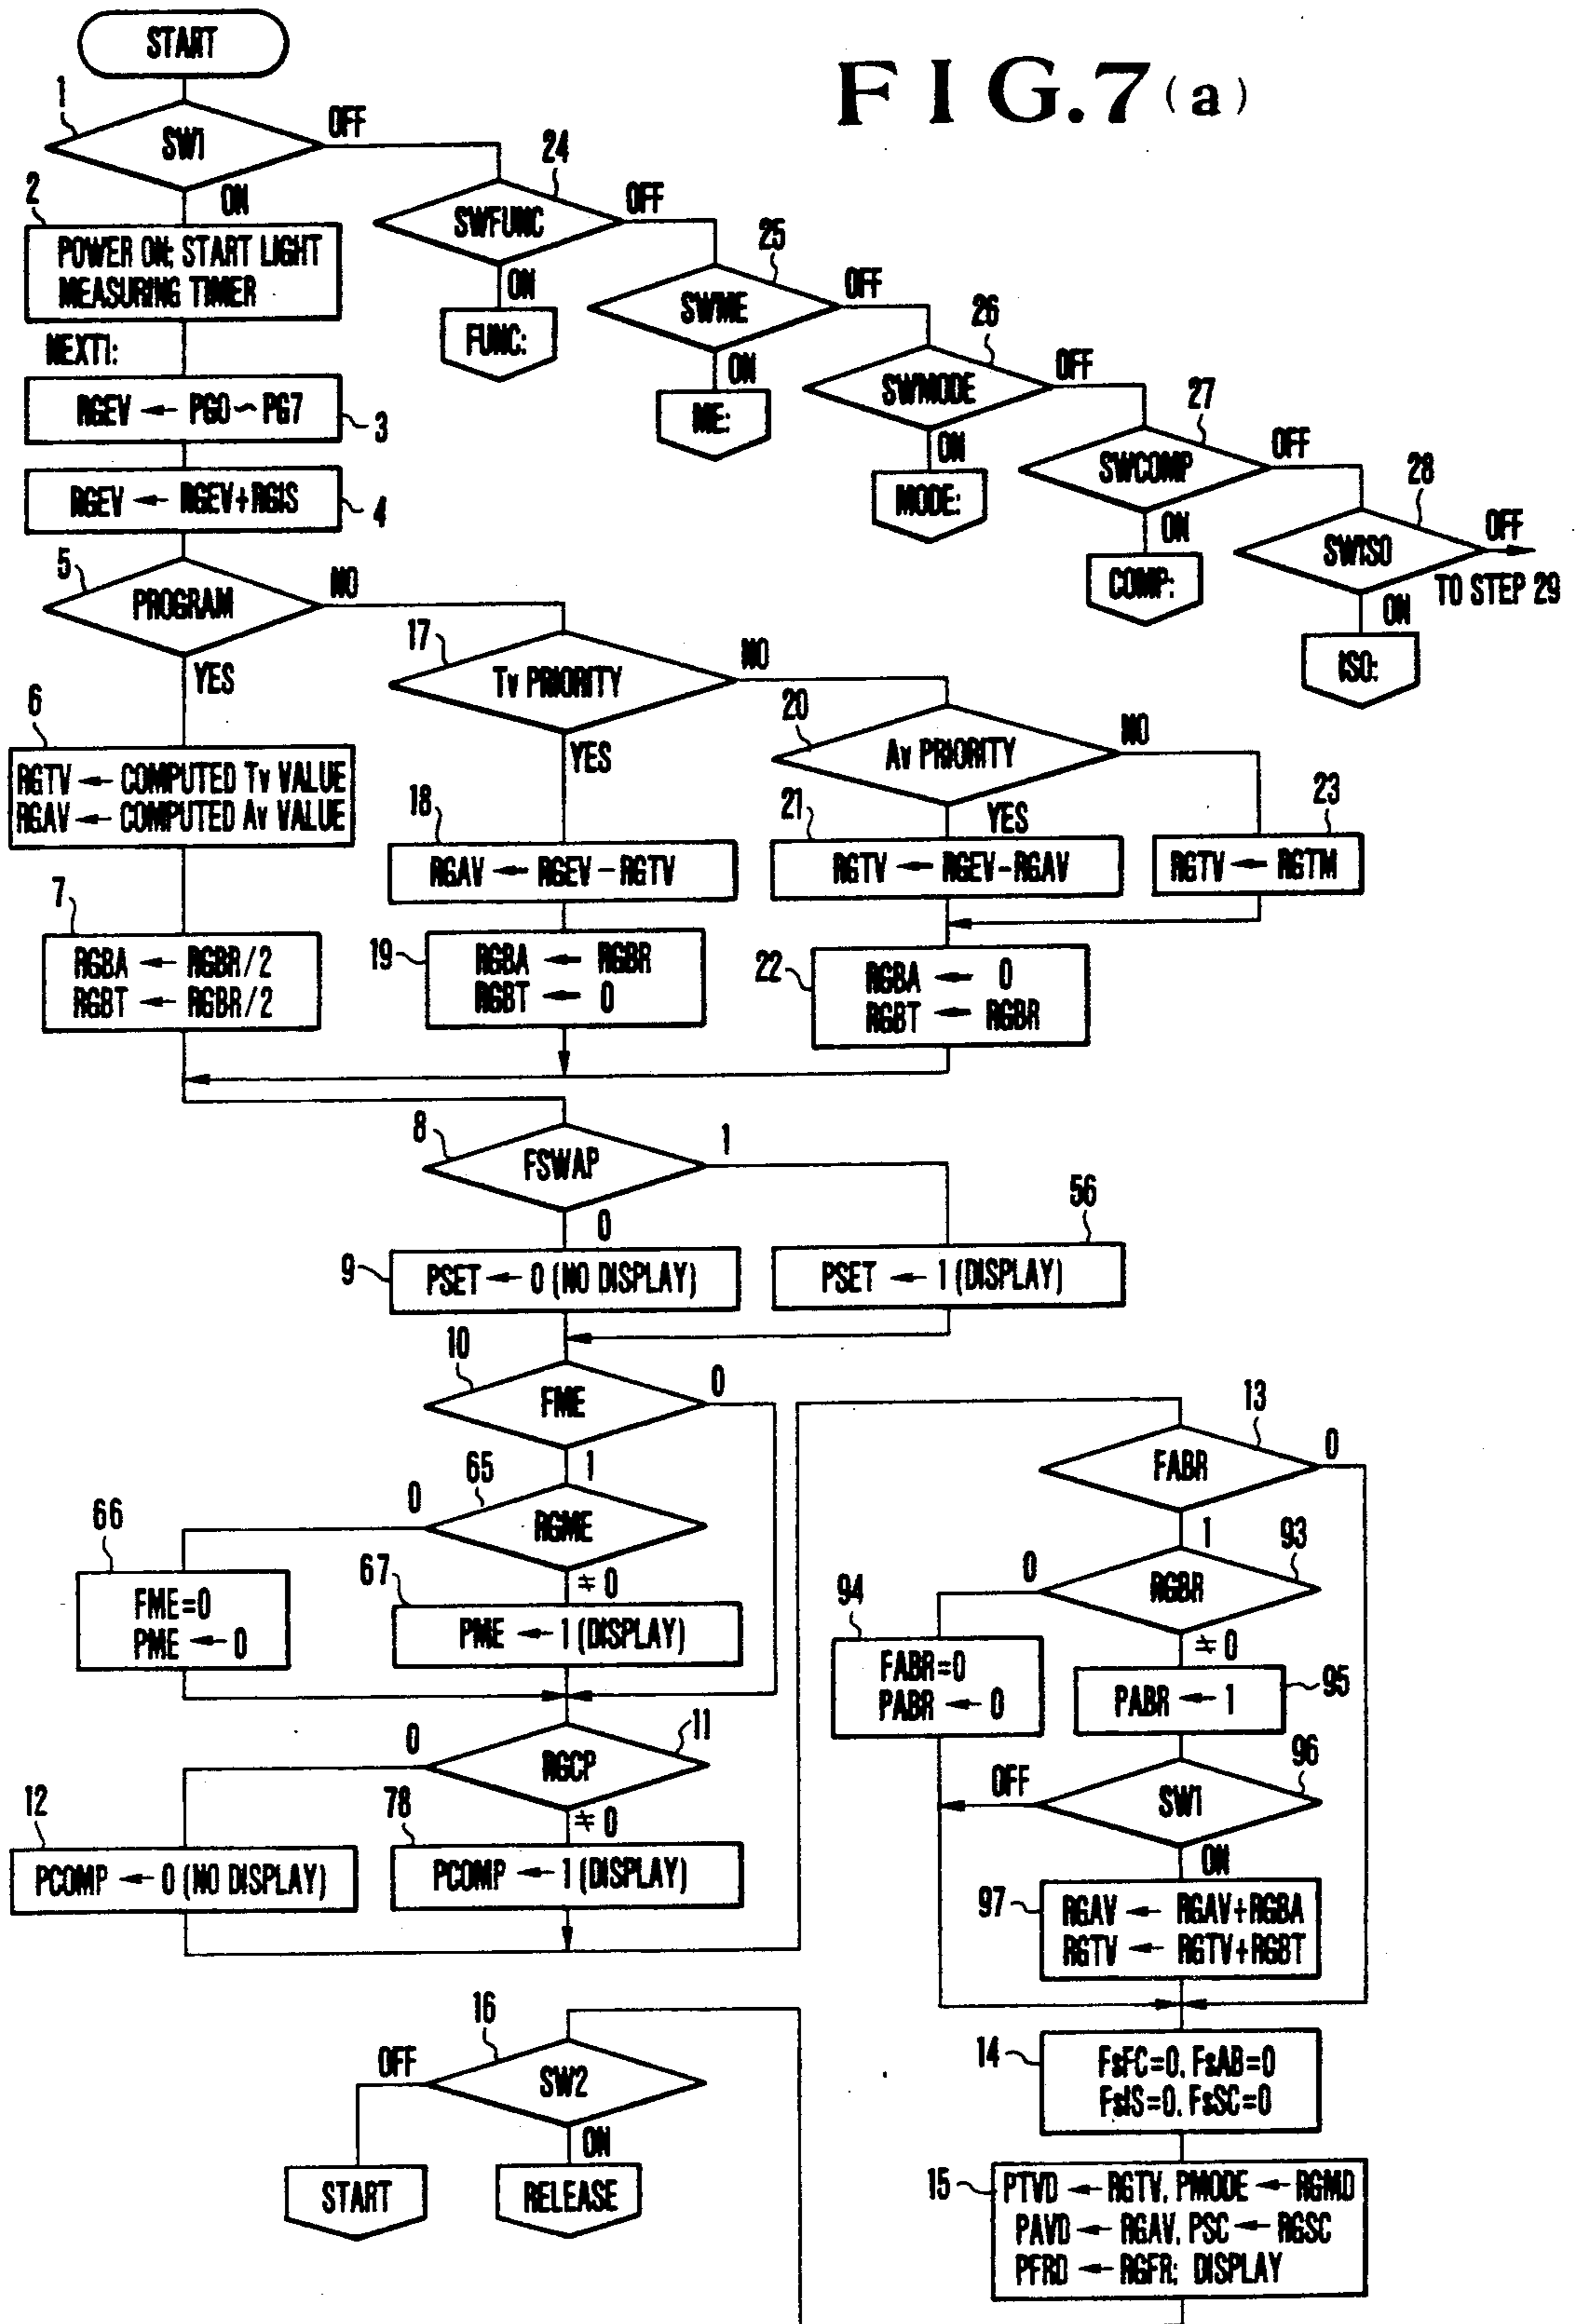 FIG.7(a)
START
1
SW1
OFF
ON
2
POWER ON; START LIGHT
MEASURING TIMER
NEXT1:
RGEV ← PG0 ~ PG7
3
RGEV ← RGEV+RGIS
4
5
PROGRAM
NO
YES
6
RGTV ← COMPUTED Tv VALUE
RGAV ← COMPUTED Av VALUE
7
RGBA ← RGBR/2
RGBT ← RGBR/2
24
SWFUNC
OFF
ON
FUNC:
25
SWME
OFF
ON
ME:
26
SWMODE
OFF
ON
MODE:
27
SWCOMP
OFF
ON
COMP:
28
SWISO
OFF
TO STEP 29
ON
ISO:
17
Tv PRIORITY
NO
YES
18
RGAV ← RGEV - RGTV
19
RGBA ← RGBR
RGBT ← 0
20
Av PRIORITY
NO
YES
21
RGTV ← RGEV-RGAV
23
RGTV ← RGTM
22
RGBA ← 0
RGBT ← RGBR
8
FSWAP
1
0
9
PSET ← 0 (NO DISPLAY)
56
PSET ← 1 (DISPLAY)
10
FME
0
1
65
RGME
0
≠ 0
66
FME=0
PME ← 0
67
PME ← 1 (DISPLAY)
11
RGCP
0
≠ 0
12
PCOMP ← 0 (NO DISPLAY)
78
PCOMP ← 1 (DISPLAY)
13
FABR
0
1
93
RGBR
0
≠ 0
94
FABR=0
PABR ← 0
PABR ← 1
95
96
SW1
OFF
ON
97
RGAV ← RGAV+RGBA
RGTV ← RGTV+RGBT
14
FsFC=0, FsAB=0
FsIS=0, FsSC=0
15
PTVD ← RGTV, PMODE ← RGMD
PAVD ← RGAV, PSC ← RGSC
PFRD ← RGFR; DISPLAY
16
SW2
OFF
ON
START
RELEASE